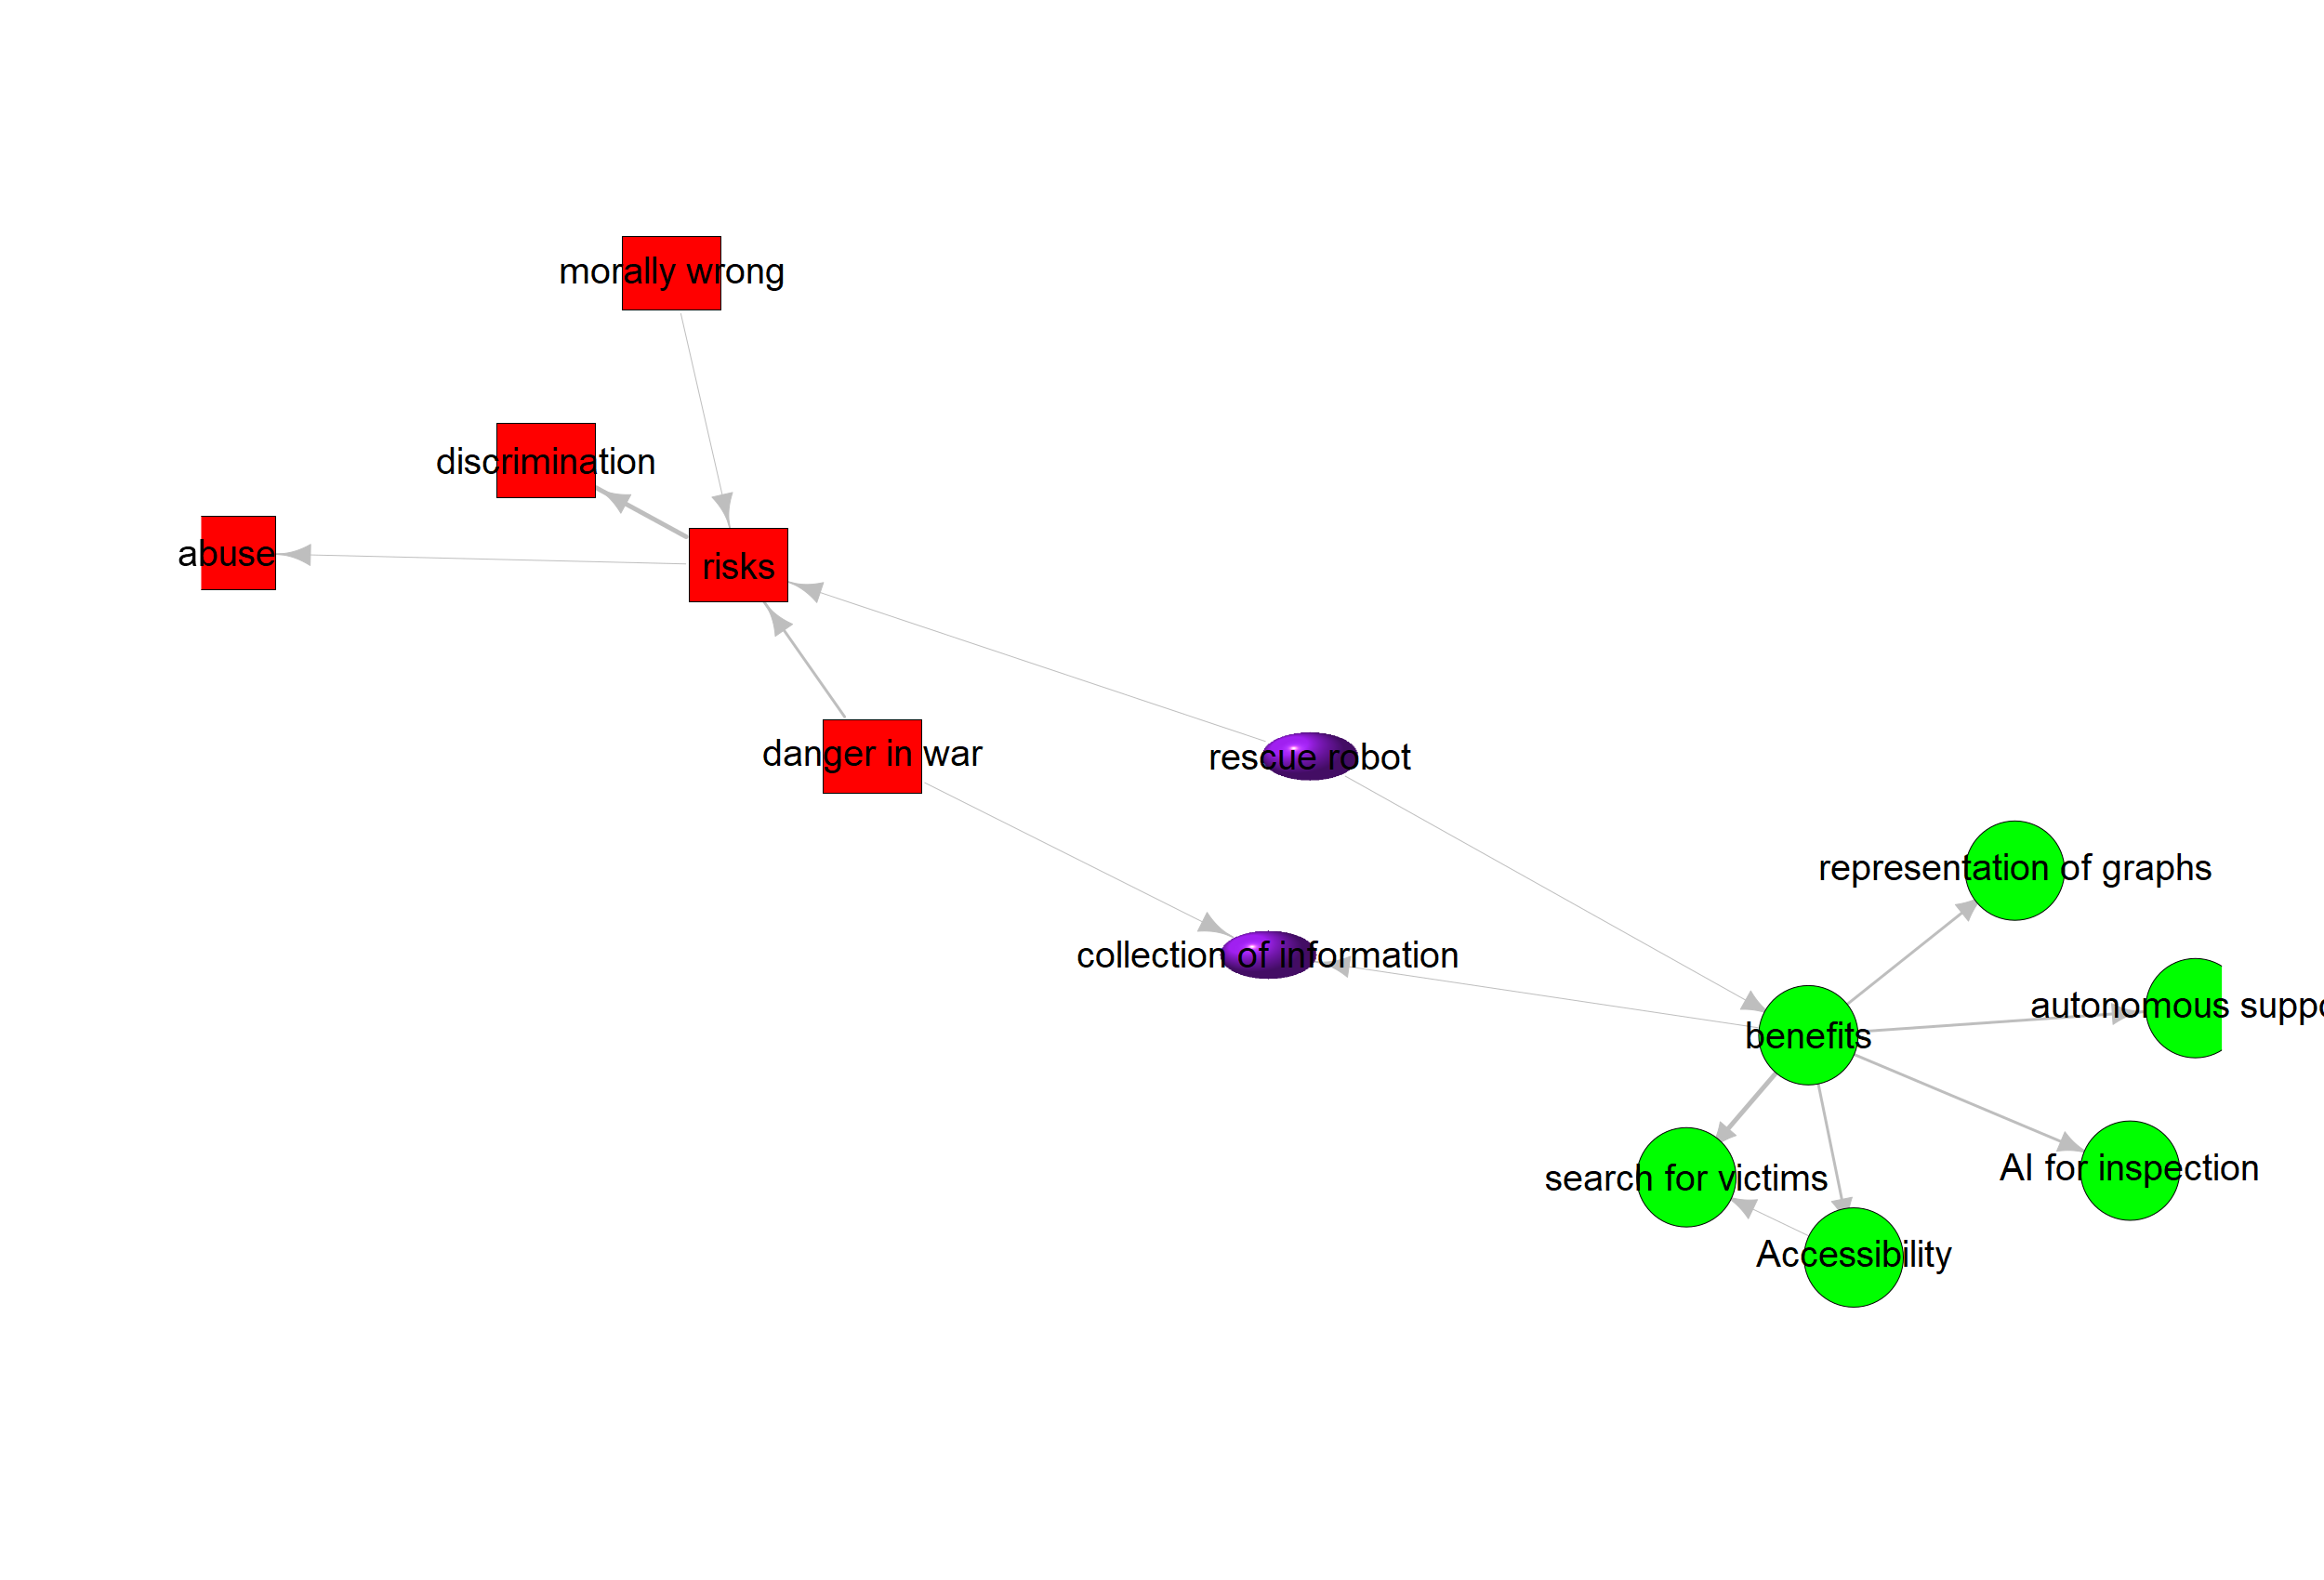 morally wrong
discrimination
abuse
risks
danger in war
rescue robot
representation of graphs
collection of information
autonomous
benefits
search for victims
AI for inspection
Accessibility